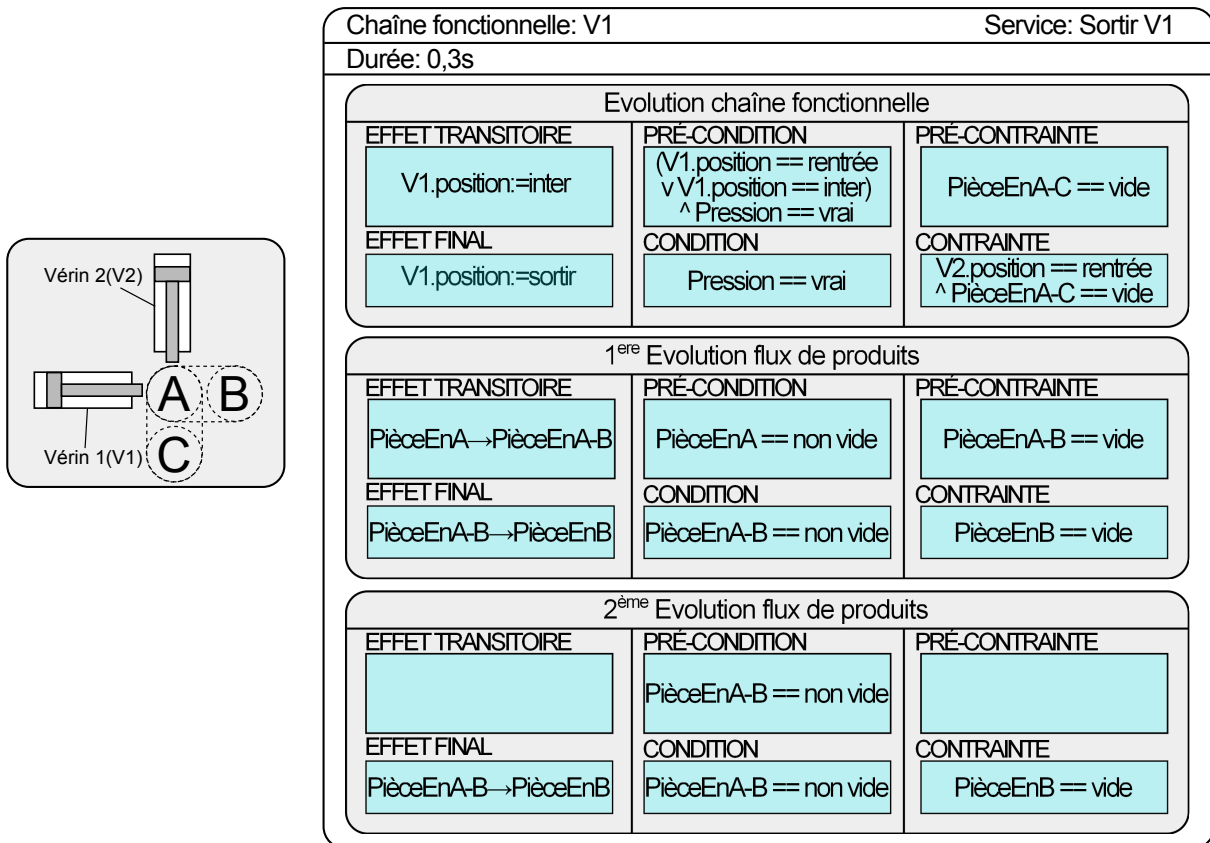 Vérin 2(V2)
A
B
C
Vérin 1(V1)
Chaîne fonctionnelle: V1
Service: Sortir V1
Durée: 0,3s
Evolution chaîne fonctionnelle
EFFET TRANSITOIRE
PRÉ-CONDITION
PRÉ-CONTRAINTE
V1.position:=inter
(V1.position == rentrée
v V1.position == inter)
^ Pression == vrai
PièceEnA-C == vide
EFFET FINAL
CONDITION
CONTRAINTE
V1.position:=sortir
Pression == vrai
V2.position == rentrée
^ PièceEnA-C == vide
1ere Evolution flux de produits
EFFET TRANSITOIRE
PRÉ-CONDITION
PRÉ-CONTRAINTE
PièceEnA→PièceEnA-B
PièceEnA == non vide
PièceEnA-B == vide
EFFET FINAL
CONDITION
CONTRAINTE
PièceEnA-B→PièceEnB
PièceEnA-B == non vide
PièceEnB == vide
2ème Evolution flux de produits
EFFET TRANSITOIRE
PRÉ-CONDITION
PRÉ-CONTRAINTE
PièceEnA-B == non vide
EFFET FINAL
CONDITION
CONTRAINTE
PièceEnA-B→PièceEnB
PièceEnA-B == non vide
PièceEnB == vide